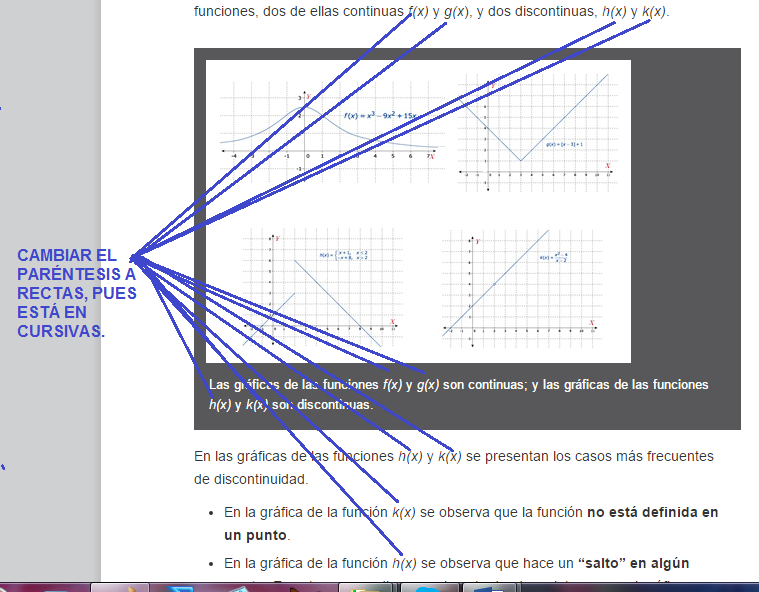 funciones, dos de ellas continuas f(x) y g(x), y dos discontinuas, h(x) y k(x).
f(x) = x³ − 9x² + 15x
g(x) = |x − 3| + 1
CAMBIAR EL
PARÉNTESIS A
RECTAS, PUES
ESTÁ EN
CURSIVAS.
Las gráficas de las funciones f(x) y g(x) son continuas; y las gráficas de las funciones
h(x) y k(x) son discontinuas.
En las gráficas de las funciones h(x) y k(x) se presentan los casos más frecuentes
de discontinuidad.
• En la gráfica de la función k(x) se observa que la función no está definida en
un punto.
• En la gráfica de la función h(x) se observa que hace un “salto” en algún